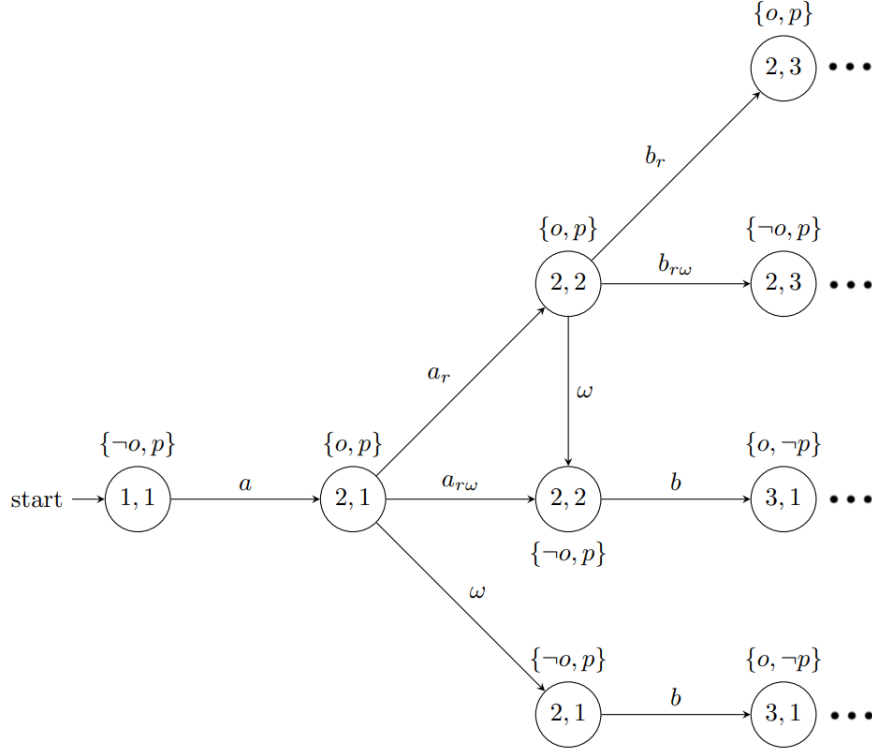 {o, p}
2, 3
b_r
{o, p}
{¬o, p}
2, 2
b_{rω}
2, 3
a_r
ω
{¬o, p}
{o, p}
{o, ¬p}
start
1, 1
a
2, 1
a_{rω}
2, 2
b
3, 1
{¬o, p}
ω
{¬o, p}
{o, ¬p}
2, 1
b
3, 1